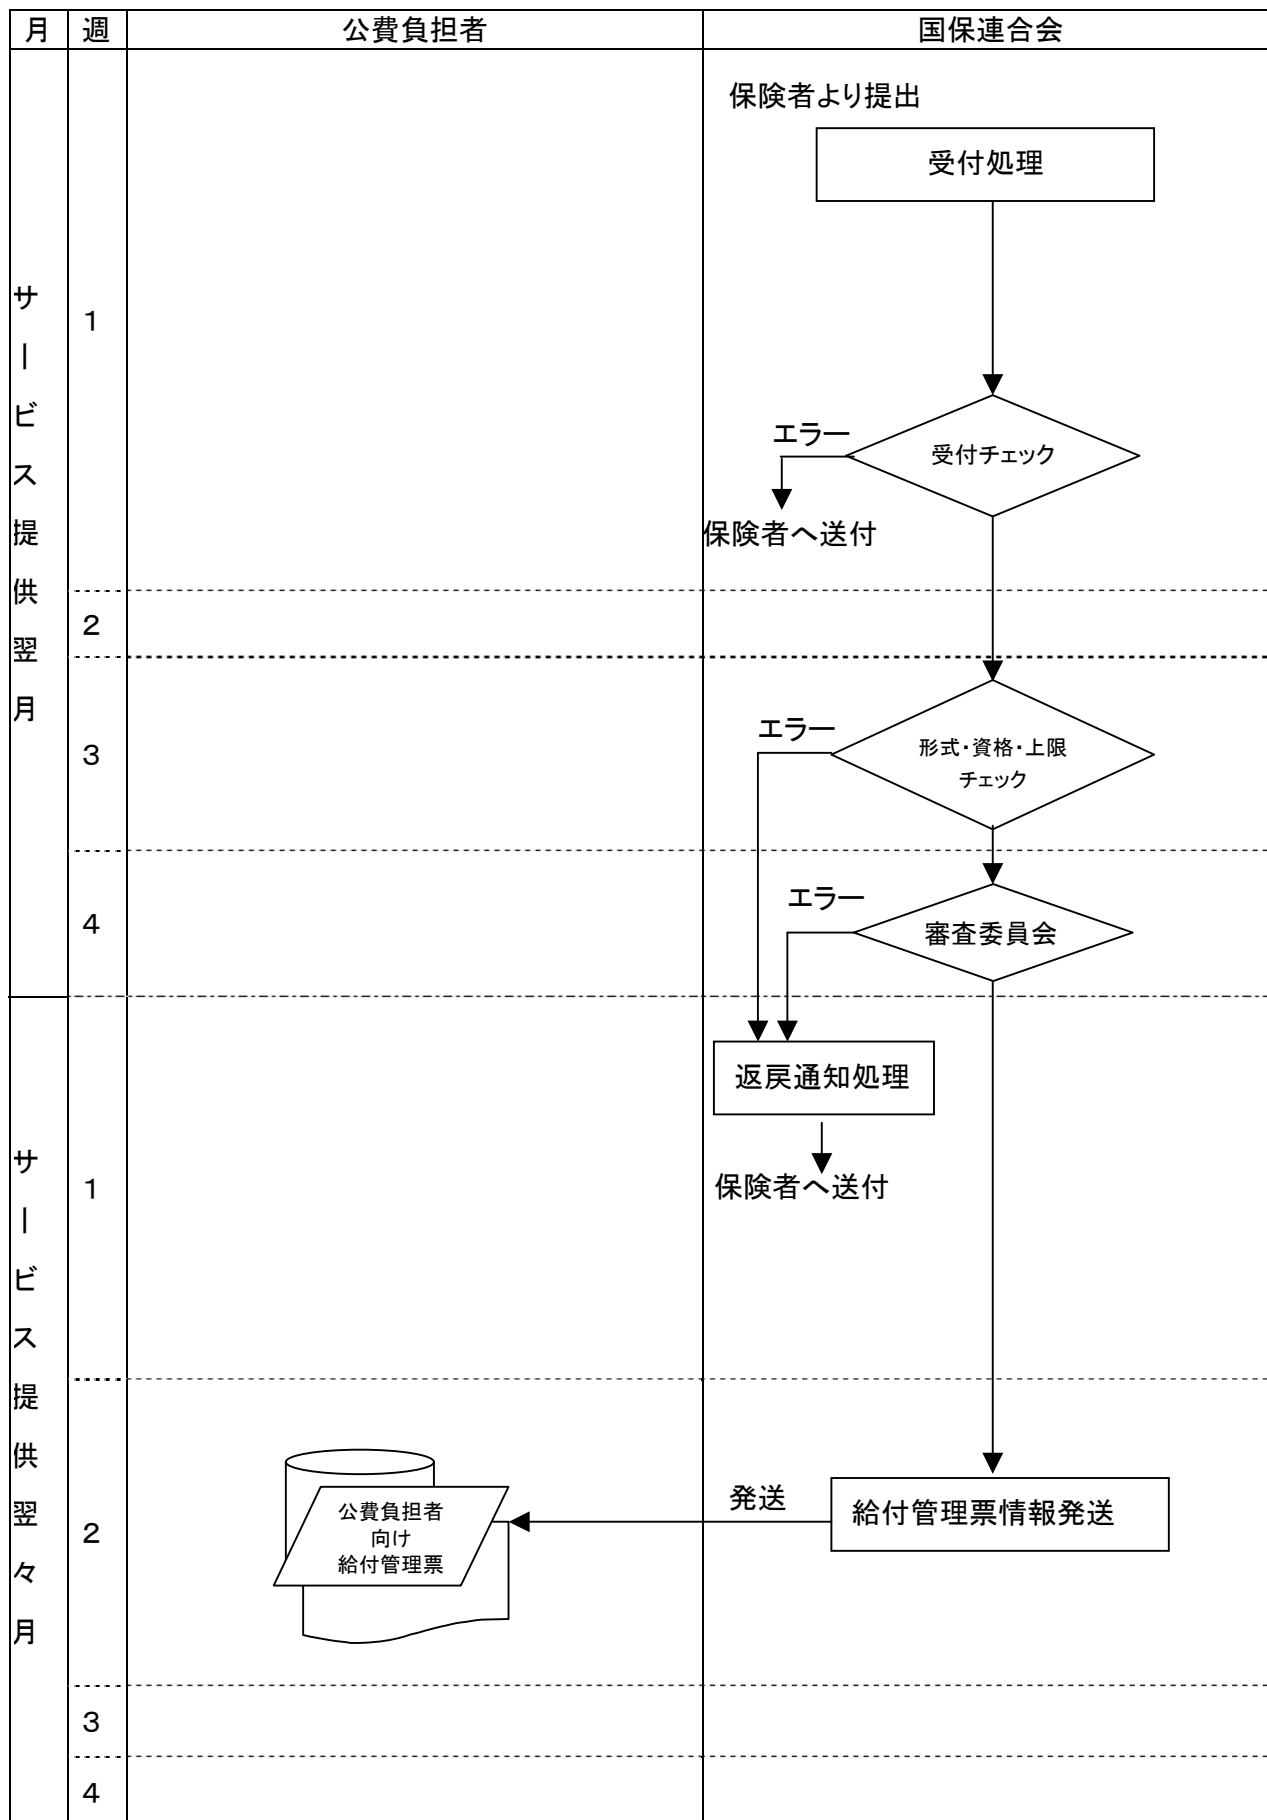 月 週 公費負担者 国保連合会
保険者より提出
受付処理
サービス提供翌月
1
エラー
受付チェック
保険者へ送付
2
エラー
3
形式・資格・上限
チェック
エラー
4
審査委員会
返戻通知処理
サービス提供翌々月
1
保険者へ送付
2
公費負担者
向け
給付管理票
発送
給付管理票情報発送
3
4